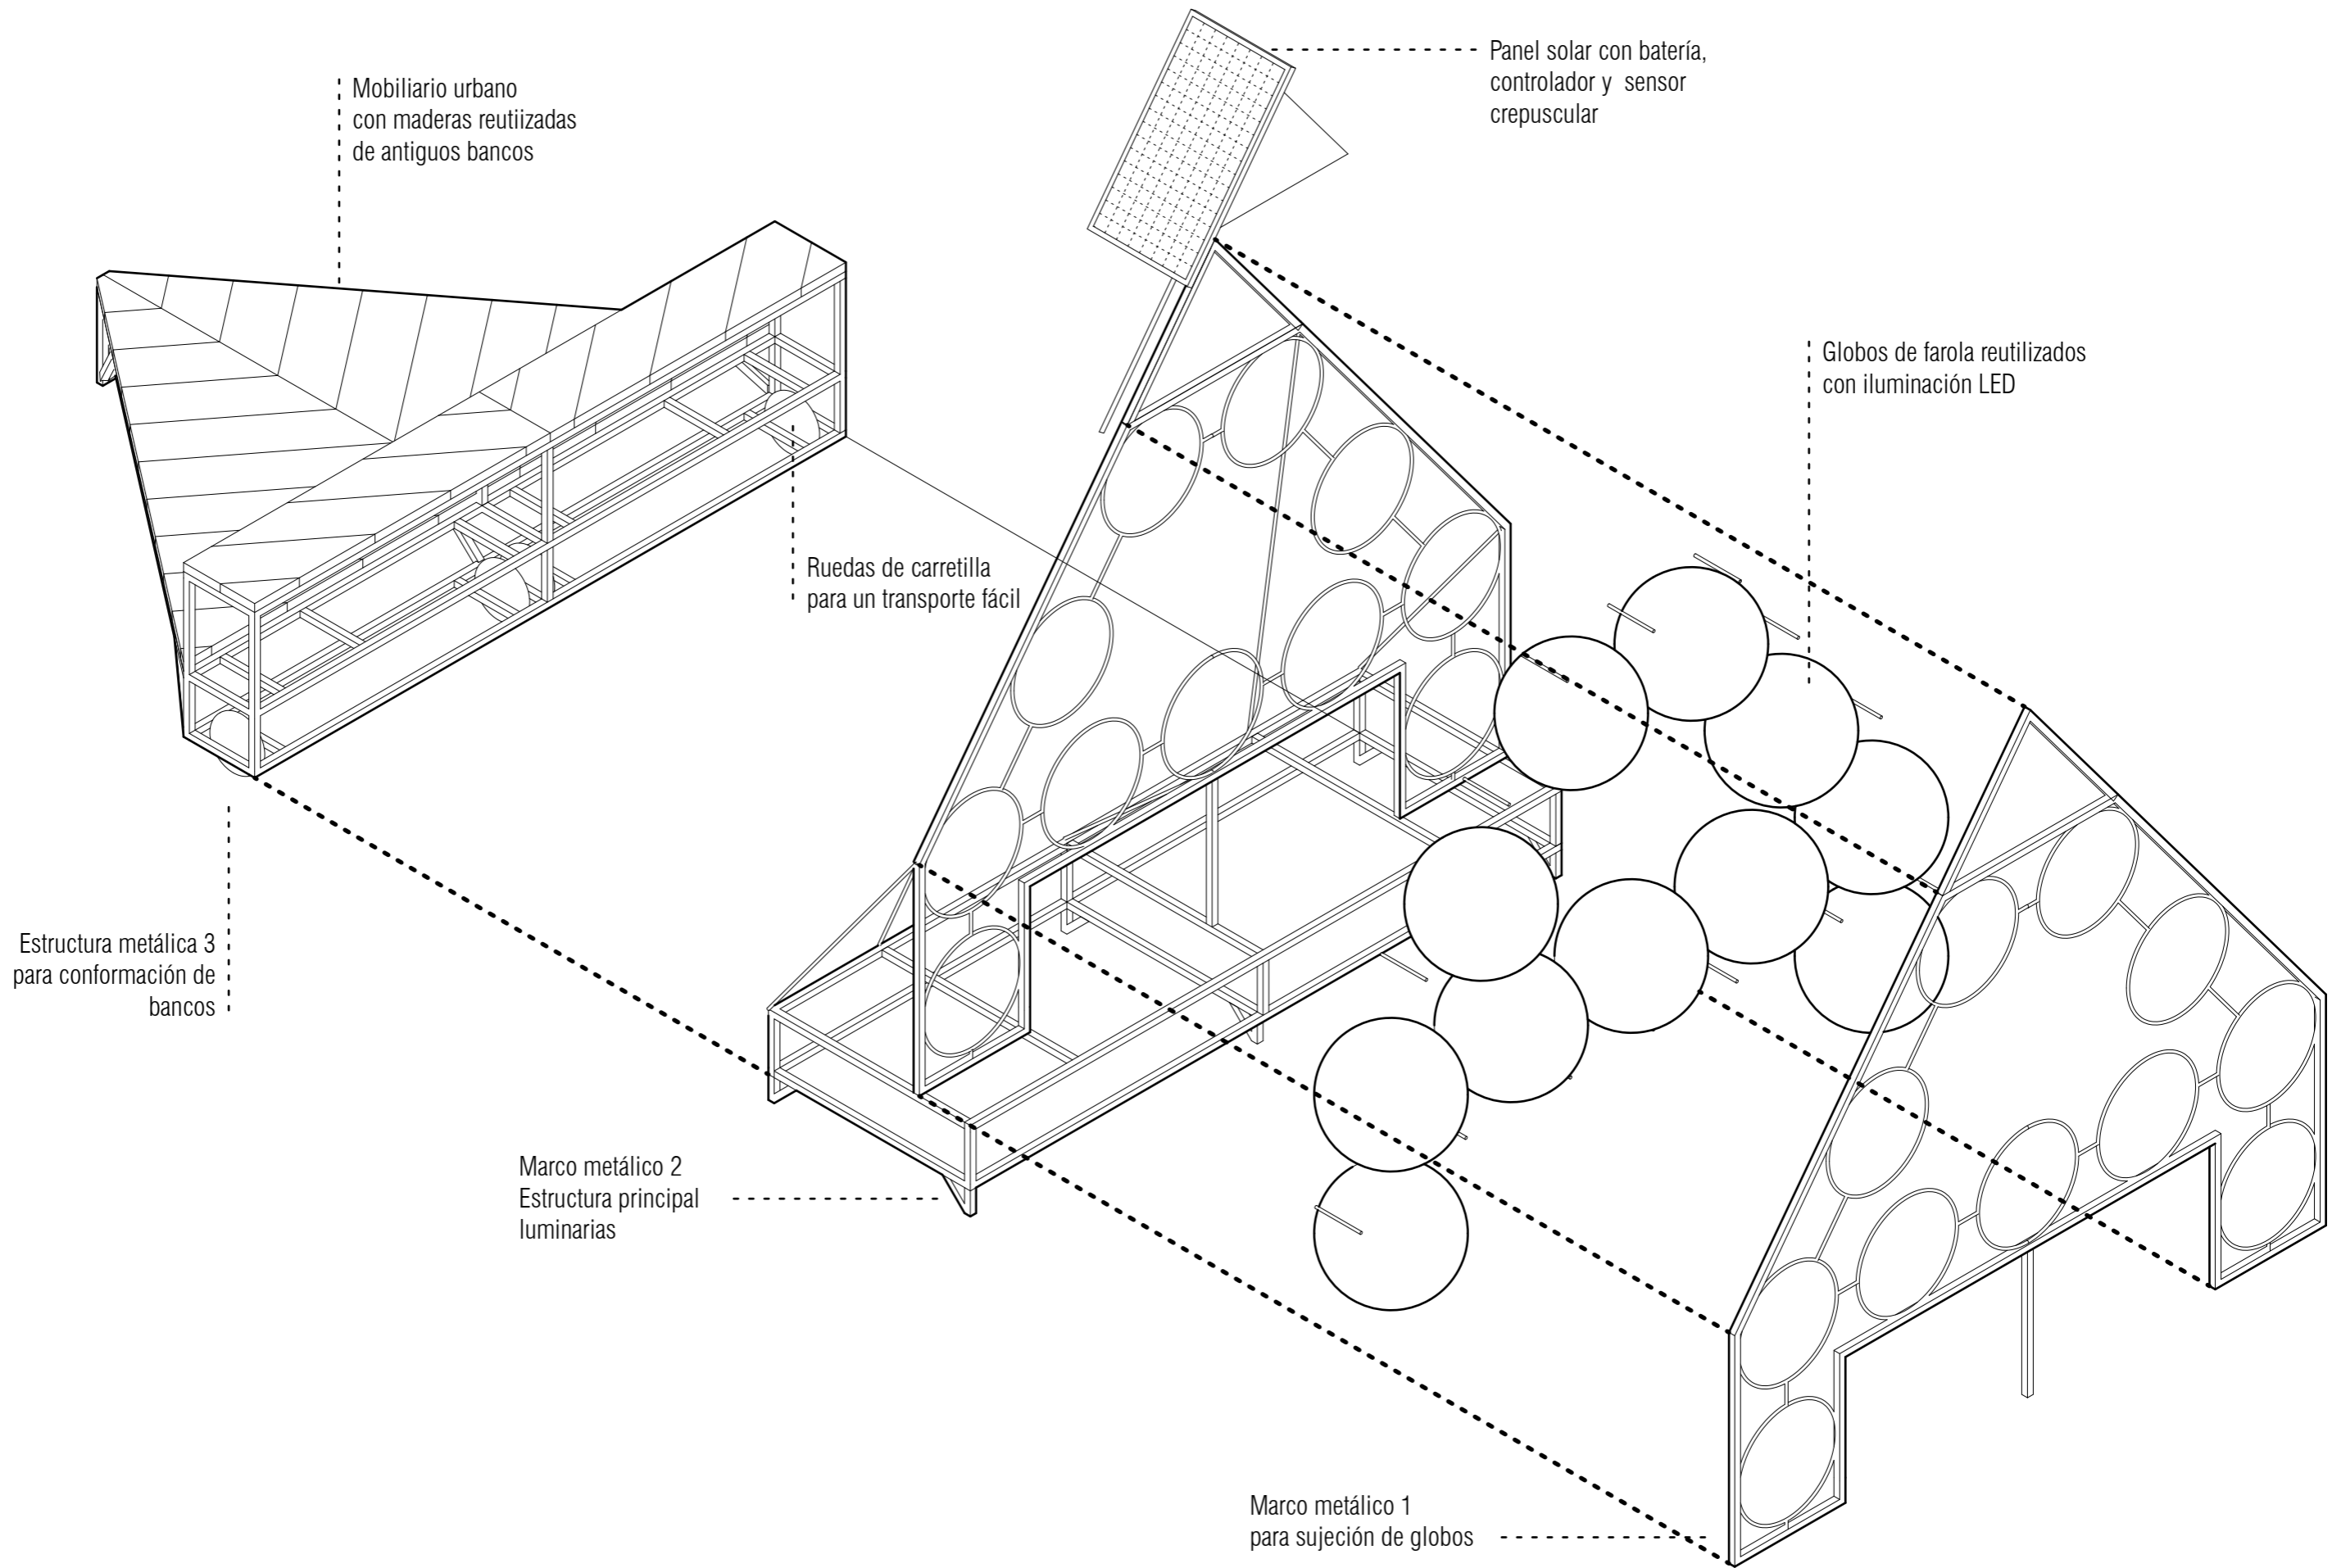 Panel solar con batería,
controlador y sensor
crepuscular
Mobiliario urbano
con maderas reutiizadas
de antiguos bancos
Globos de farola reutilizados
con iluminación LED
Ruedas de carretilla
para un transporte fácil
Estructura metálica 3
para conformación de
bancos
Marco metálico 2
Estructura principal
luminarias
Marco metálico 1
para sujeción de globos